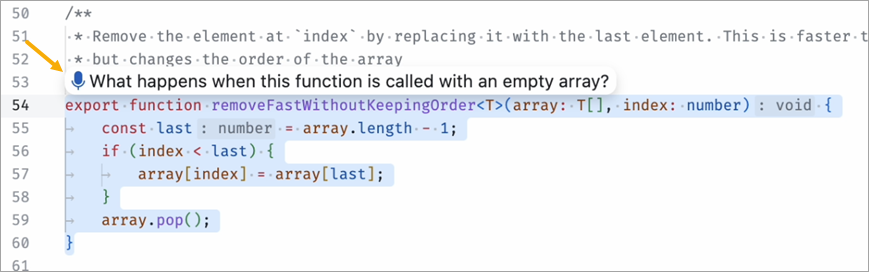 50 /**
51 * Remove the element at `index` by replacing it with the last element. This is faster t
52 * but changes the order of the array
53 What happens when this function is called with an empty array?
54 export function removeFastWithoutKeepingOrder<T>(array: T[], index: number) : void {
55 const last : number = array.length - 1;
56 if (index < last) {
57 array[index] = array[last];
58 }
59 array.pop();
60 }
61